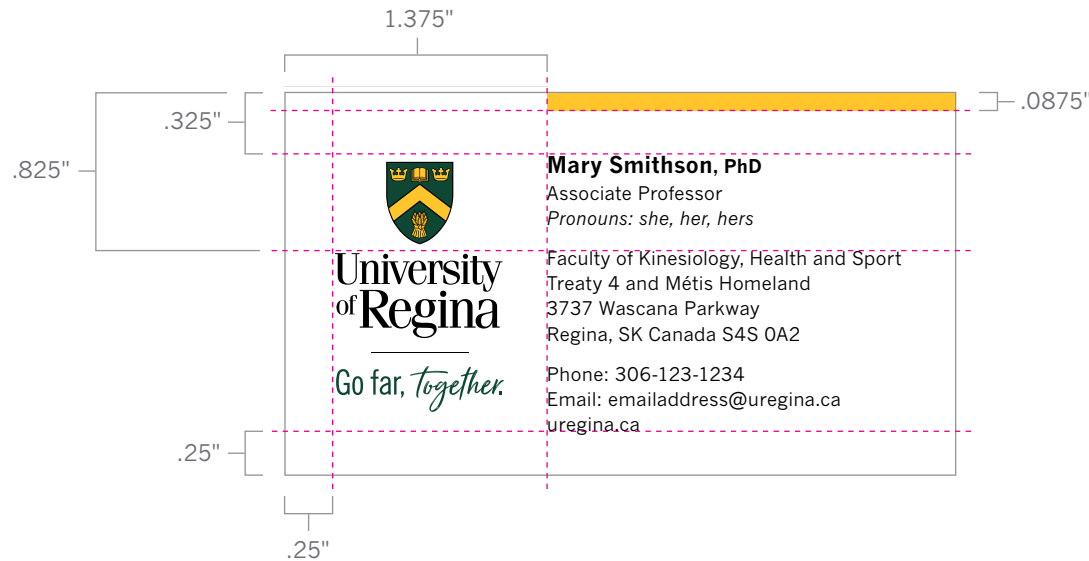 1.375"
.0875"
.325"
.825"
Mary Smithson, PhD
Associate Professor
Pronouns: she, her, hers
University
of Regina
Faculty of Kinesiology, Health and Sport
Treaty 4 and Métis Homeland
3737 Wascana Parkway
Regina, SK Canada S4S 0A2
Go far, together.
Phone: 306-123-1234
Email: emailaddress@uregina.ca
uregina.ca
.25"
.25"